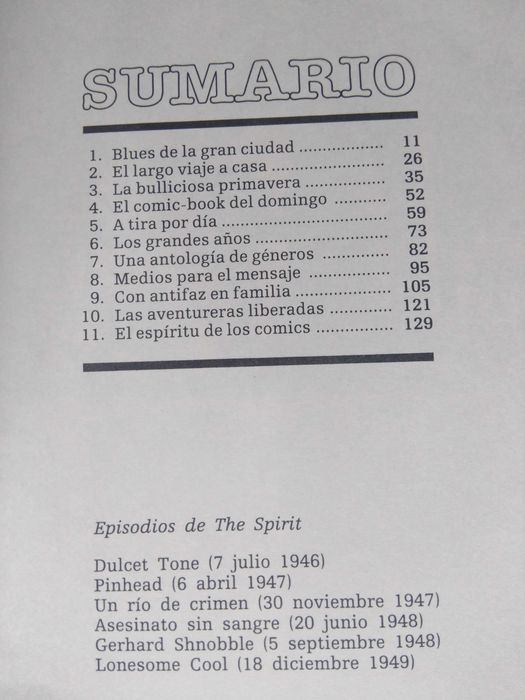 SUMARIO
1. Blues de la gran ciudad .................. 11
2. El largo viaje a casa ........................ 26
3. La bulliciosa primavera ................. 35
4. El comic-book del domingo ........... 52
5. A tira por día ................................... 59
6. Los grandes años ............................ 73
7. Una antología de géneros ............... 82
8. Medios para el mensaje ................. 95
9. Con antifaz en familia ..................... 105
10. Las aventureras liberadas .............. 121
11. El espíritu de los comics ................ 129
Episodios de The Spirit
Dulcet Tone (7 julio 1946)
Pinhead (6 abril 1947)
Un río de crimen (30 noviembre 1947)
Asesinato sin sangre (20 junio 1948)
Gerhard Shnobble (5 septiembre 1948)
Lonesome Cool (18 diciembre 1949)